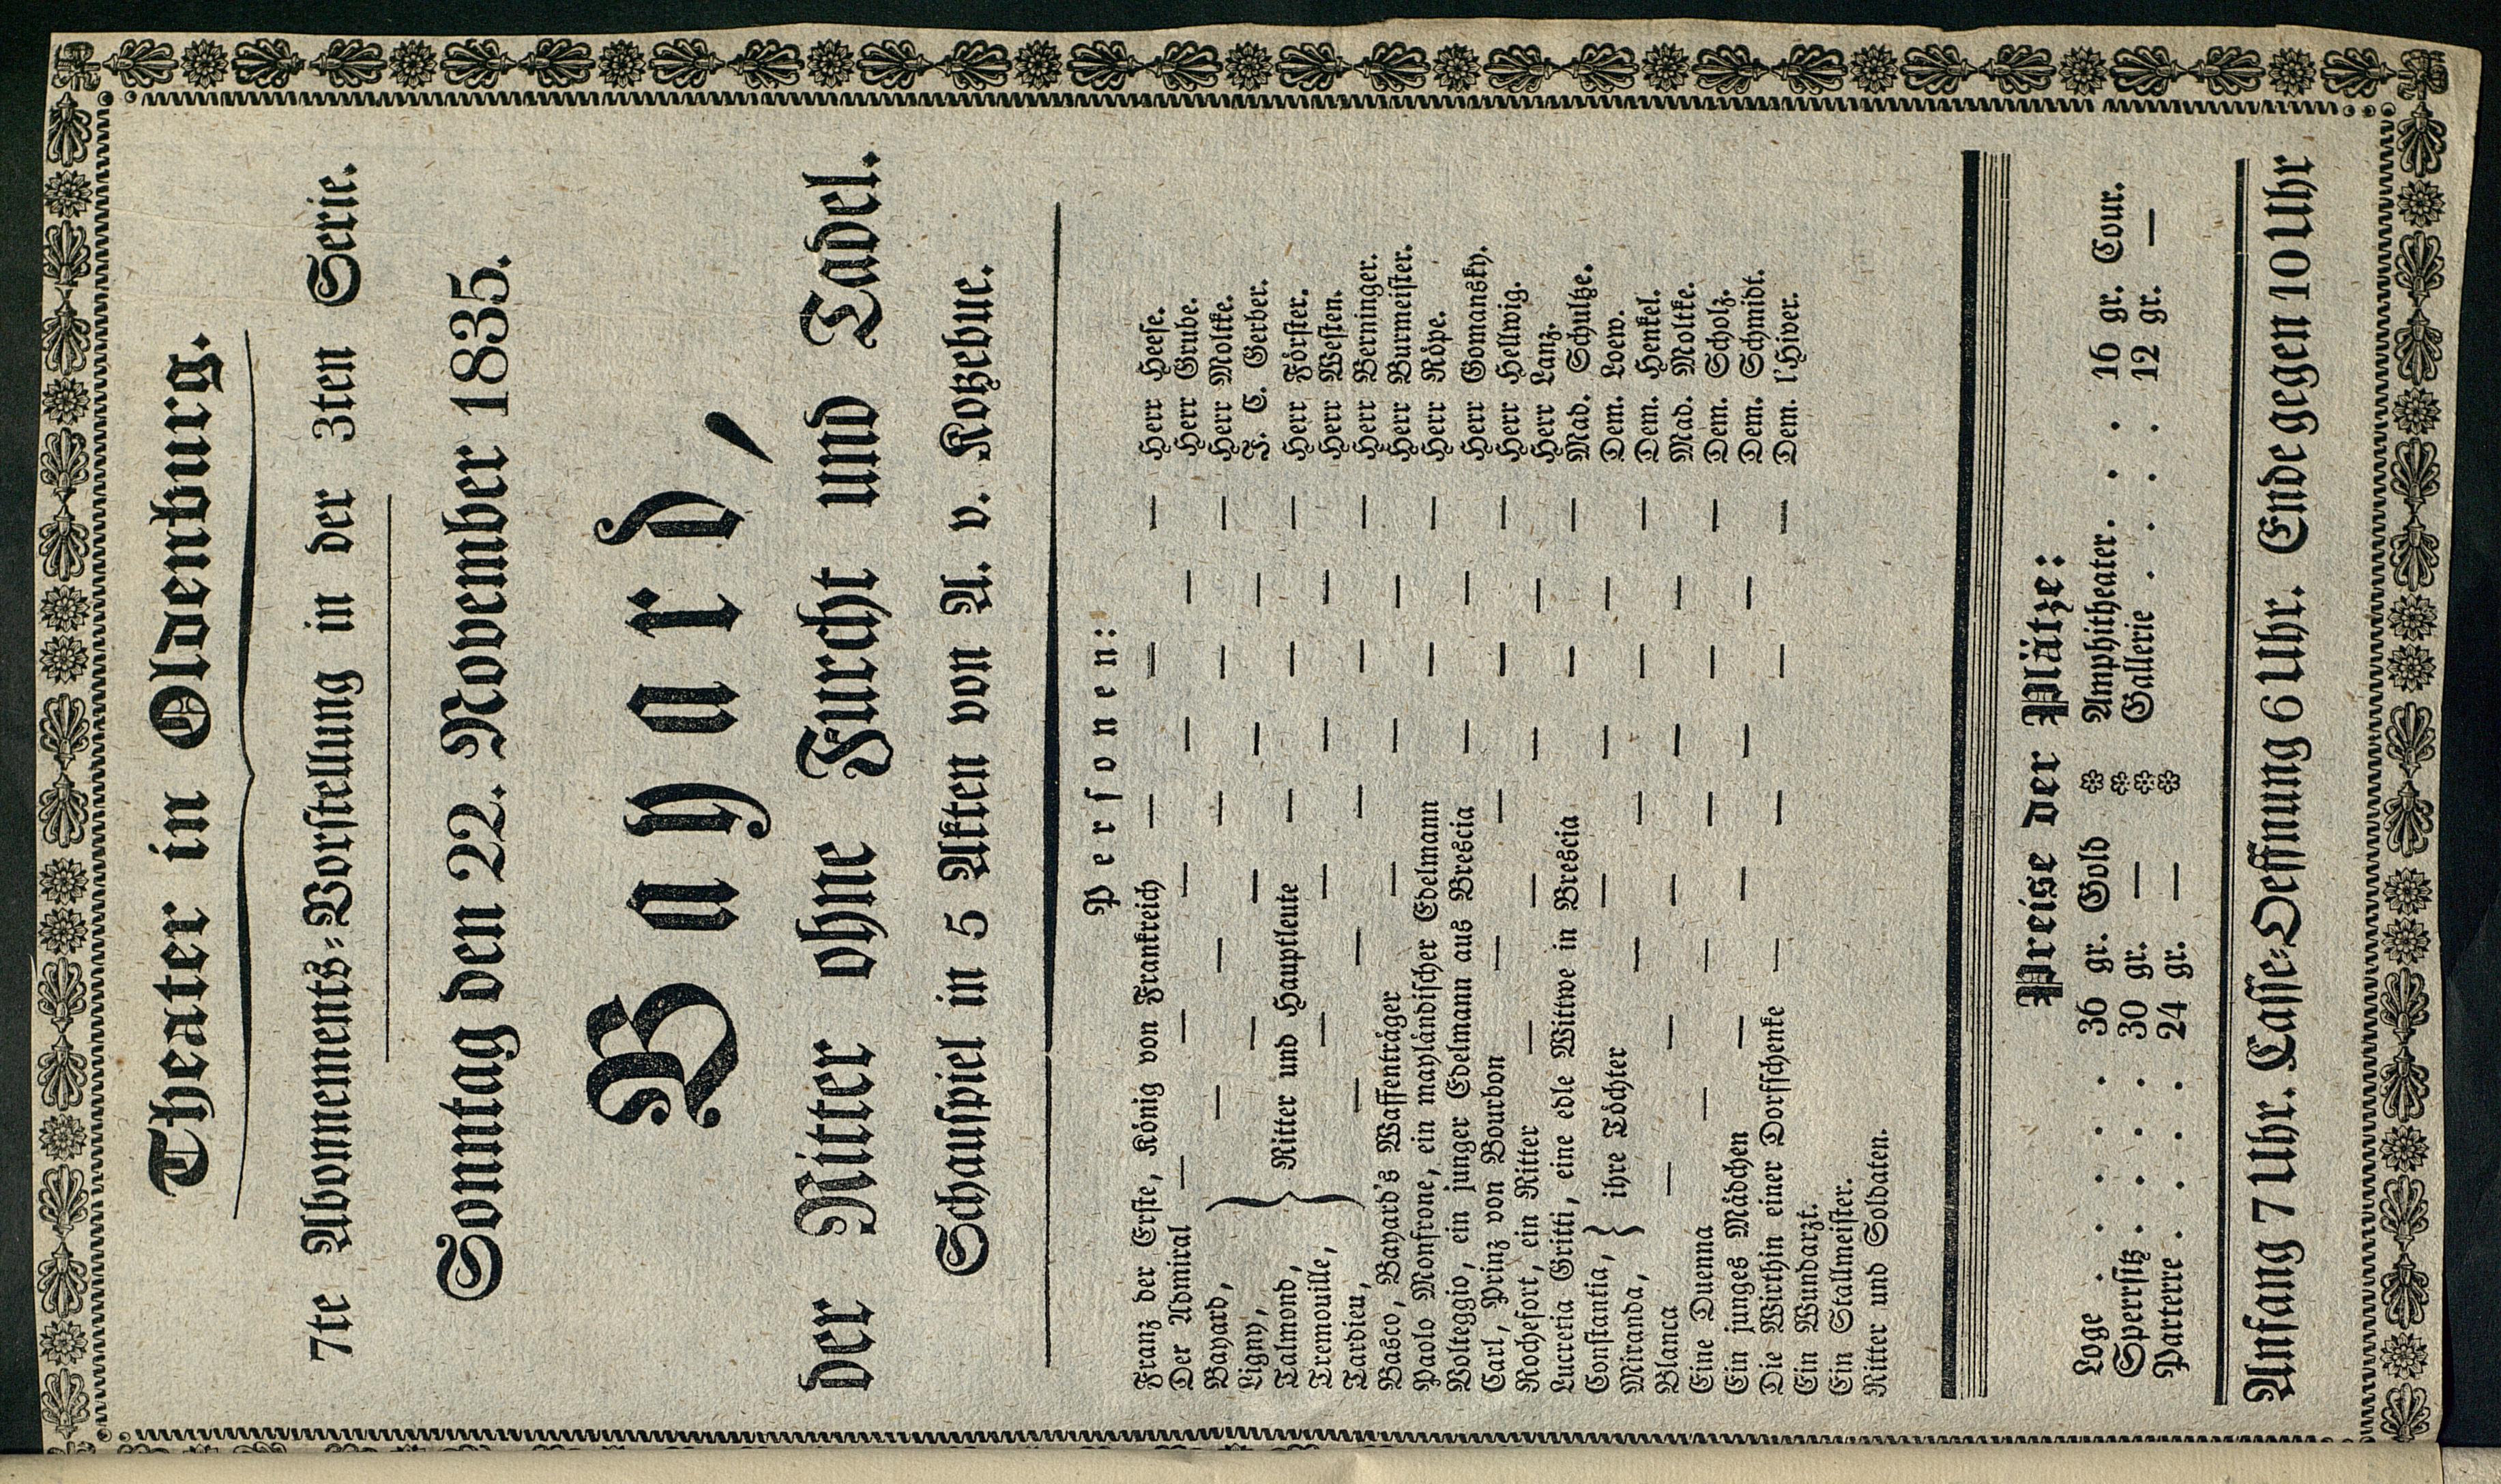 Theater in Oldenburg.
7te Abonnements-Vorstellung in der 3ten Serie.
Sonntag den 22. November 1835.
Bayard,
der Ritter ohne Furcht und Tadel.
Schauspiel in 5 Akten von A. v. Kotzebue.
Personen:
Franz der Erste, König von Frankreich — — — Herr Heese.
Der Admiral — — — — — Herr Grube.
Bayard, — — — — — Herr Moltke.
Ligny, — — — — F. C. Gerber.
Talmond, } Ritter und Hauptleute — — — Herr Förster.
Tremouille, — — — — Herr Westen.
Tardieu, — — — — — Herr Berninger.
Basco, Bayard's Waffenträger — — — Herr Burmeister.
Paolo Monfrone, ein mayländischer Edelmann — — Herr Röpe.
Volteggio, ein junger Edelmann aus Brescia — — Herr Gomansky.
Carl, Prinz von Bourbon — — — — Herr Hellwig.
Rochefort, ein Ritter — — — — Herr Lanz.
Lucretia Gritti, eine edle Wittwe in Brescia — — Mad. Schultze.
Constantia, } ihre Töchter — — — Dem. Loew.
Miranda, — — — — Dem. Henkel.
Blanca — — — — — Mad. Moltke.
Eine Duenna — — — — — Dem. Scholz.
Ein junges Mädchen — — — — Dem. Schmidt.
Die Wirthin einer Dorfschenke — — — — Dem. l'Hiver.
Ein Wundarzt.
Ein Stallmeister.
Ritter und Soldaten.
Preise der Plätze:
Loge . . . . 36 gr. Gold Amphitheater. . . 16 gr. Cour.
Sperrsitz . . . . 30 gr. — Gallerie . . . . 12 gr. —
Parterre . . . . 24 gr. —
Anfang 7 Uhr. Casse-Oeffnung 6 Uhr. Ende gegen 10 Uhr